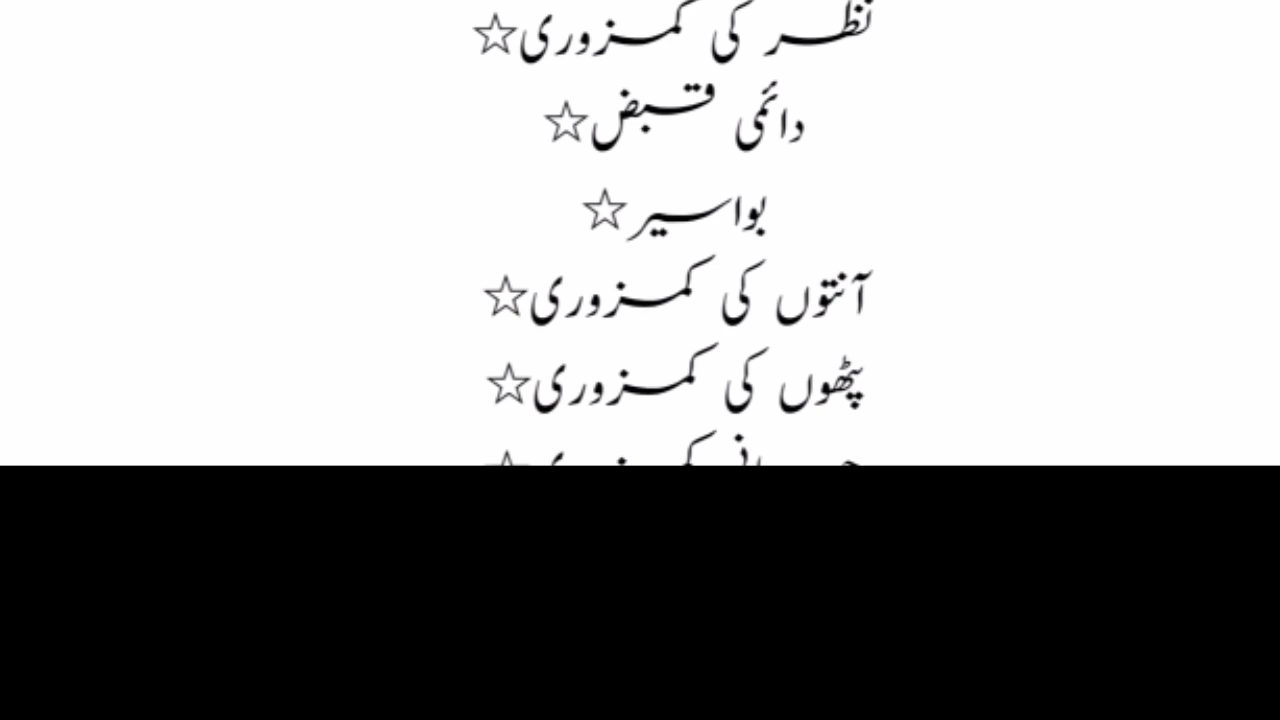 نظر کی کمزوری☆
دائمی قبض☆
بواسیر☆
آنتوں کی کمزوری☆
پٹھوں کی کمزوری☆